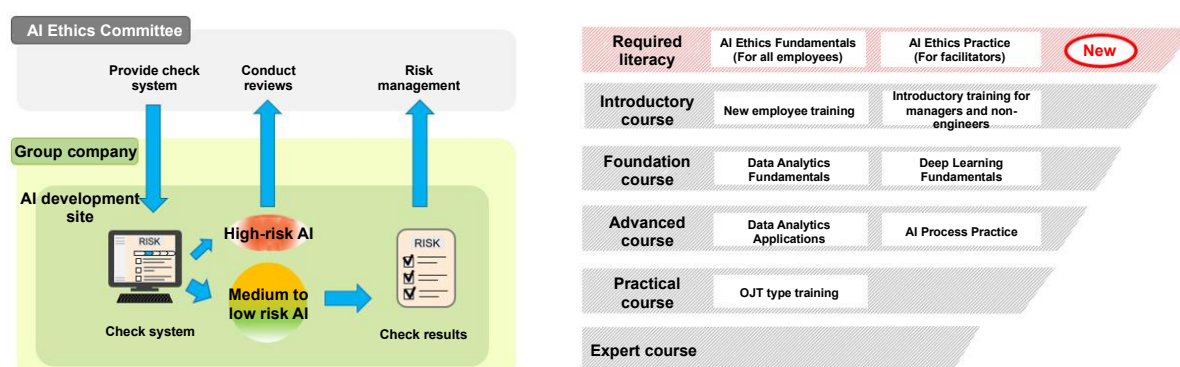 AI Ethics Committee
Provide check
system
Conduct
reviews
Risk
management
Group company
AI development
site
RISK
High-risk AI
Medium to
low risk AI
RISK
Check system
Check results
Required
literacy
AI Ethics Fundamentals
(For all employees)
AI Ethics Practice
(For facilitators)
New
Introductory
course
New employee training
Introductory training for
managers and non-
engineers
Foundation
course
Data Analytics
Fundamentals
Deep Learning
Fundamentals
Advanced
course
Data Analytics
Applications
AI Process Practice
Practical
course
OJT type training
Expert course